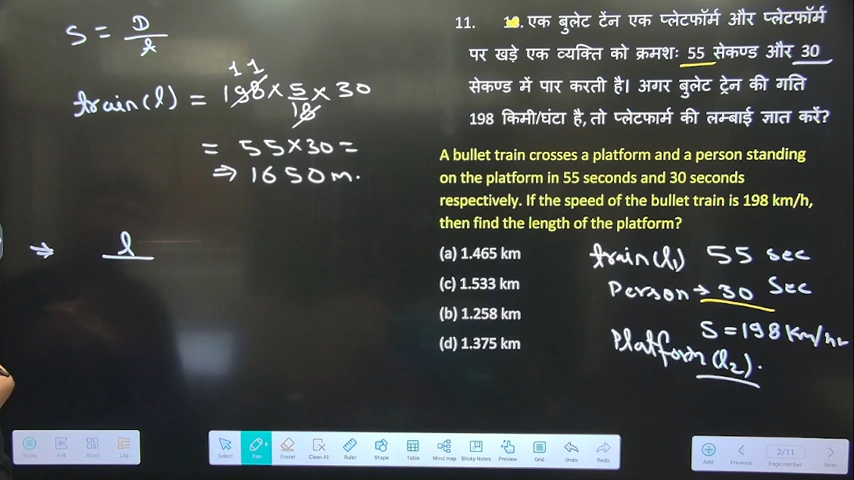 S = D/t
train(l) = 198 × 5/18 × 30
11
= 55×30 =
⇒ 1650m.
⇒ l
11. 10. एक बुलेट टेंन एक प्लेटफॉर्म और प्लेटफॉर्म
पर खड़े एक व्यक्ति को क्रमशः 55 सेकण्ड और 30
सेकण्ड में पार करती है। अगर बुलेट ट्रेन की गति
198 किमी/घंटा है, तो प्लेटफार्म की लम्बाई ज्ञात करें?
A bullet train crosses a platform and a person standing
on the platform in 55 seconds and 30 seconds
respectively. If the speed of the bullet train is 198 km/h,
then find the length of the platform?
(a) 1.465 km
(c) 1.533 km
(b) 1.258 km
(d) 1.375 km
train(l₁) 55 sec
Person → 30 Sec
S = 198 Km/hr
Platform(l₂).
Select
Pen
Eraser
Clean All
Ruler
Shape
Table
Mind map
Sticky Notes
Preview
Grid
Undo
Redo
Add
Previous
2/11
Page number
Next